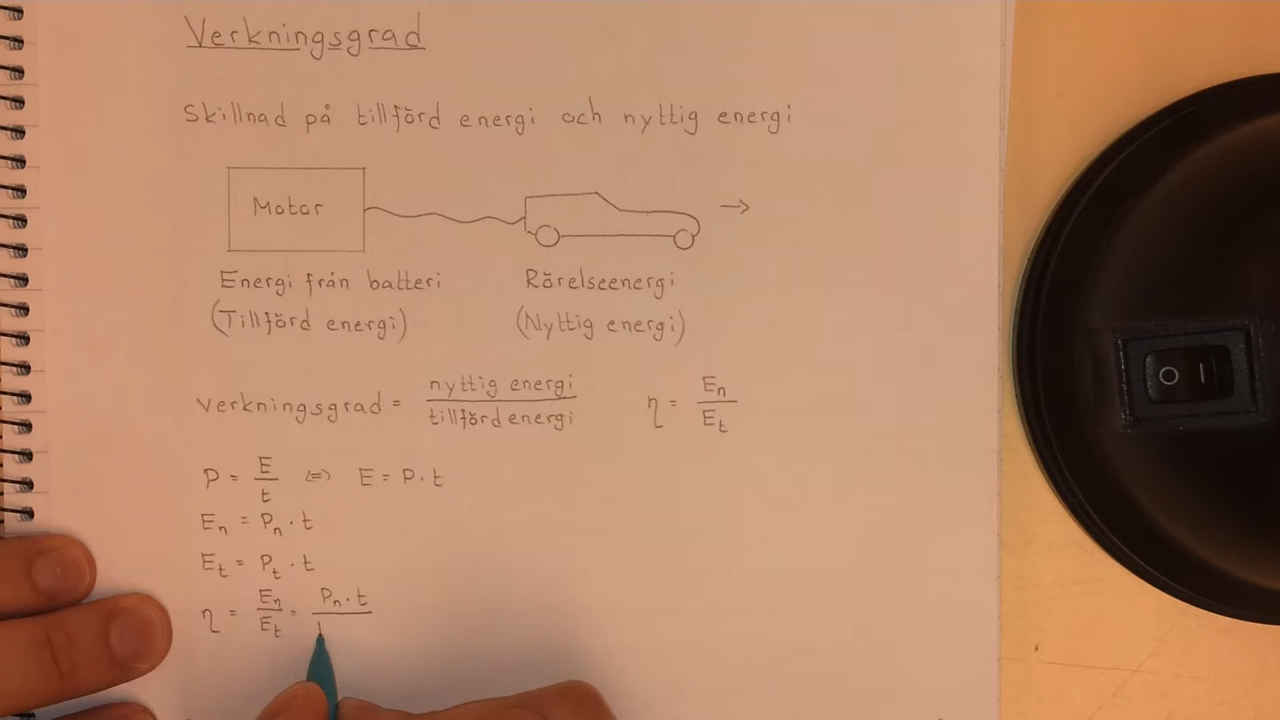 Verkningsgrad
Skillnad på tillförd energi och nyttig energi
Motor
→
Energi från batteri
Rörelseenergi
(Tillförd energi)
(Nyttig energi)
Verkningsgrad = nyttig energi / tillförd energi
η = En / Et
P = E / t ⇔ E = P · t
En = Pn · t
Et = Pt · t
η = En / Et = Pn · t /
O I